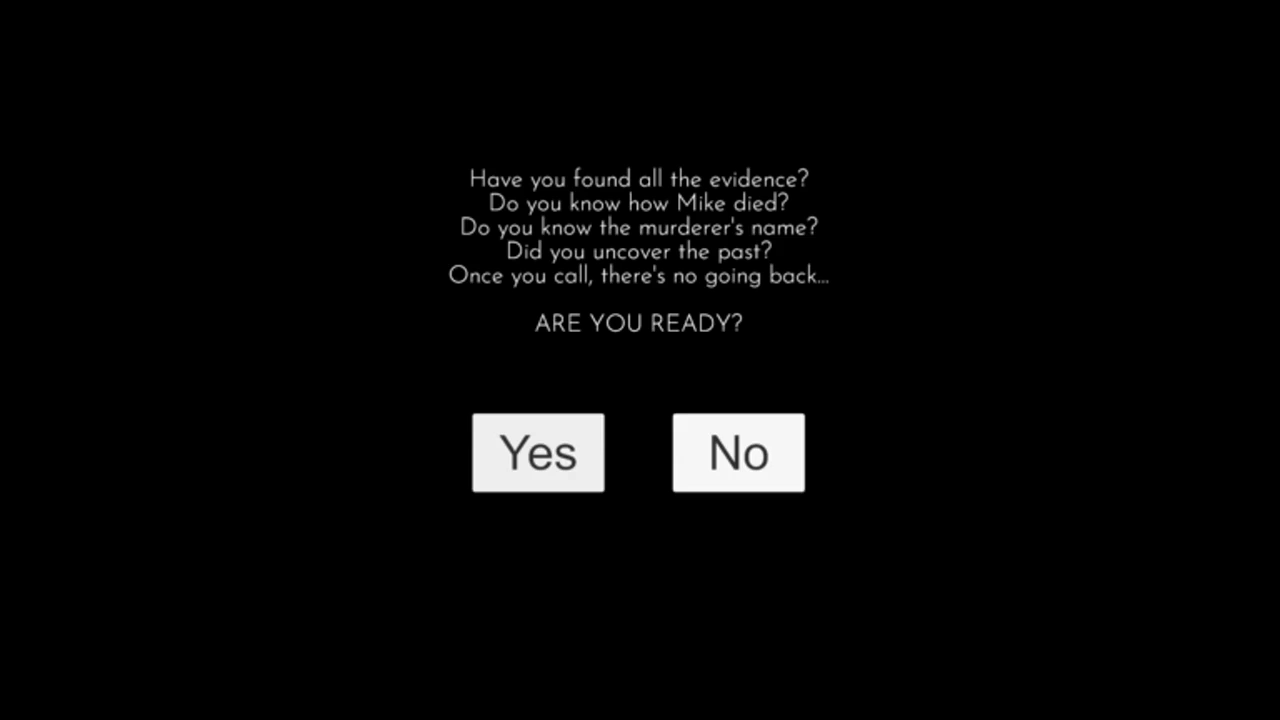 Have you found all the evidence?
Do you know how Mike died?
Do you know the murderer's name?
Did you uncover the past?
Once you call, there's no going back...
ARE YOU READY?
Yes
No